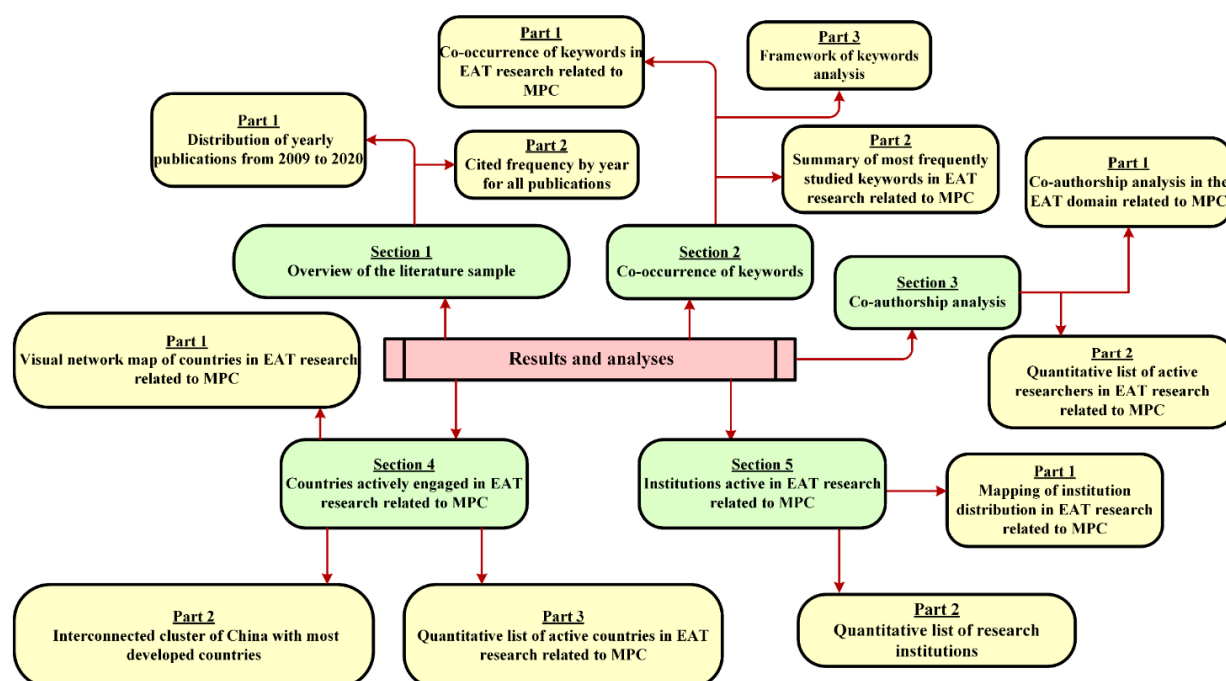 Part 1
Co-occurrence of keywords in
EAT research related to
MPC
Part 3
Framework of keywords
analysis
Part 1
Distribution of yearly
publications from 2009 to 2020
Part 2
Cited frequency by year
for all publications
Part 2
Summary of most frequently
studied keywords in EAT
research related to MPC
Part 1
Co-authorship analysis in the
EAT domain related to MPC
Section 1
Overview of the literature sample
Section 2
Co-occurrence of keywords
Section 3
Co-authorship analysis
Part 1
Visual network map of countries in EAT research
related to MPC
Results and analyses
Part 2
Quantitative list of active
researchers in EAT research
related to MPC
Section 4
Countries actively engaged in EAT
research related to MPC
Section 5
Institutions active in EAT research
related to MPC
Part 1
Mapping of institution
distribution in EAT research
related to MPC
Part 2
Interconnected cluster of China with most
developed countries
Part 3
Quantitative list of active countries in EAT
research related to MPC
Part 2
Quantitative list of research
institutions